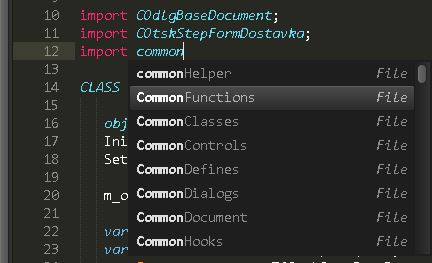 10 import COdlgBaseDocument;
11 import COtskStepFormDostavka;
12 import common
13 commonHelper File
14 CLASS CommonFunctions File
15 CommonClasses File
16 obj CommonControls File
17 Ini CommonDefines File
18 Set
19 CommonDialogs File
20 m_o CommonDocument File
21
22 var CommonHooks File
23 var